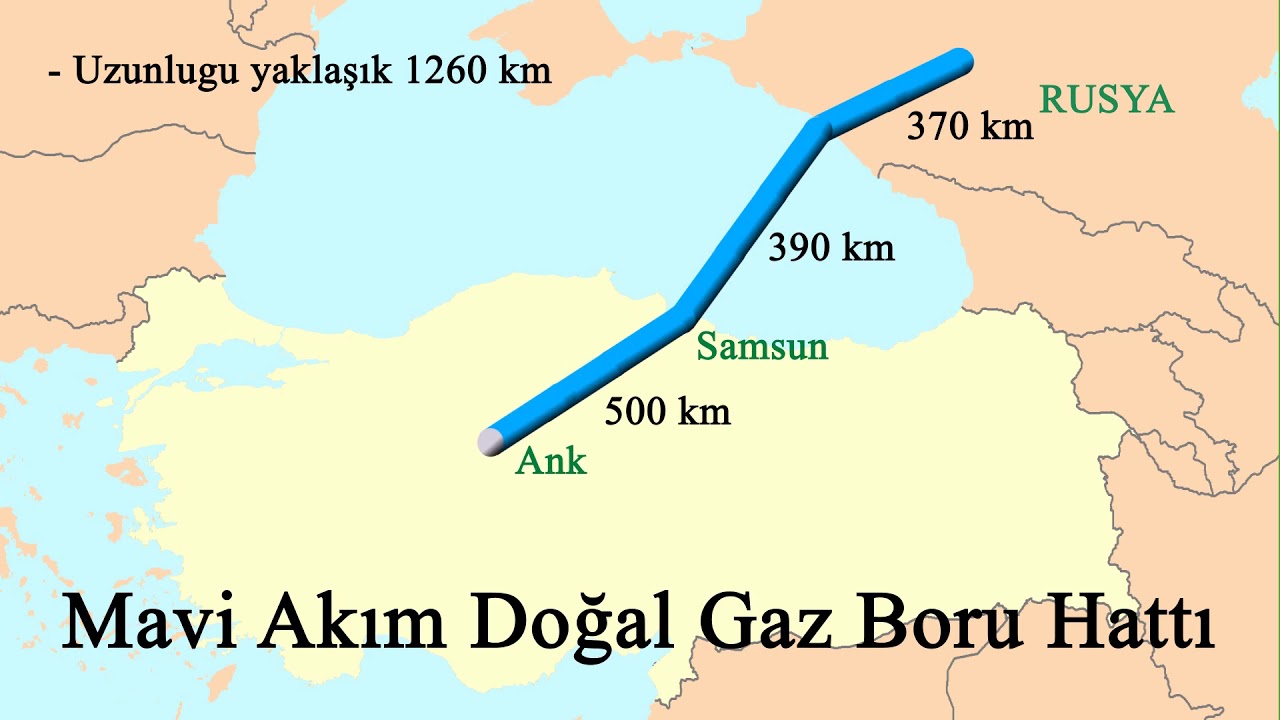 - Uzunlugu yaklaşık 1260 km
RUSYA
370 km
390 km
Samsun
500 km
Ank
Mavi Akım Doğal Gaz Boru Hattı